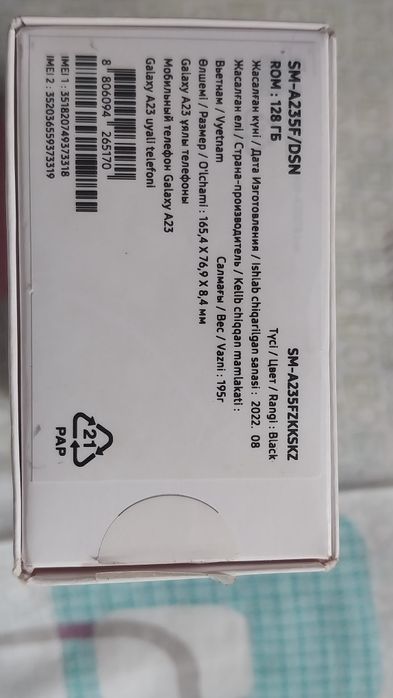 SM-A235F/DSN
SM-A235FZKKSKZ
ROM : 128 ГБ
Түсі / Цвет / Rangi : Black
Жасалған күні / Дата Изготовления / Ishlab chiqarilgan sanasi : 2022. 08
Жасалған елі / Страна-производитель / Kelib chiqqan mamlakati :
Вьетнам / Vyetnam
Салмағы / Вес / Vazni : 195г
Өлшемі / Размер / O'lchami : 165,4 X 76,9 X 8,4 мм
Galaxy A23 ұялы телефоны
Мобильный телефон Galaxy A23
Galaxy A23 uyali telefoni
8 806094 265170
IMEI 1 : 351820749373318
IMEI 2 : 352036559373319
21
PAP